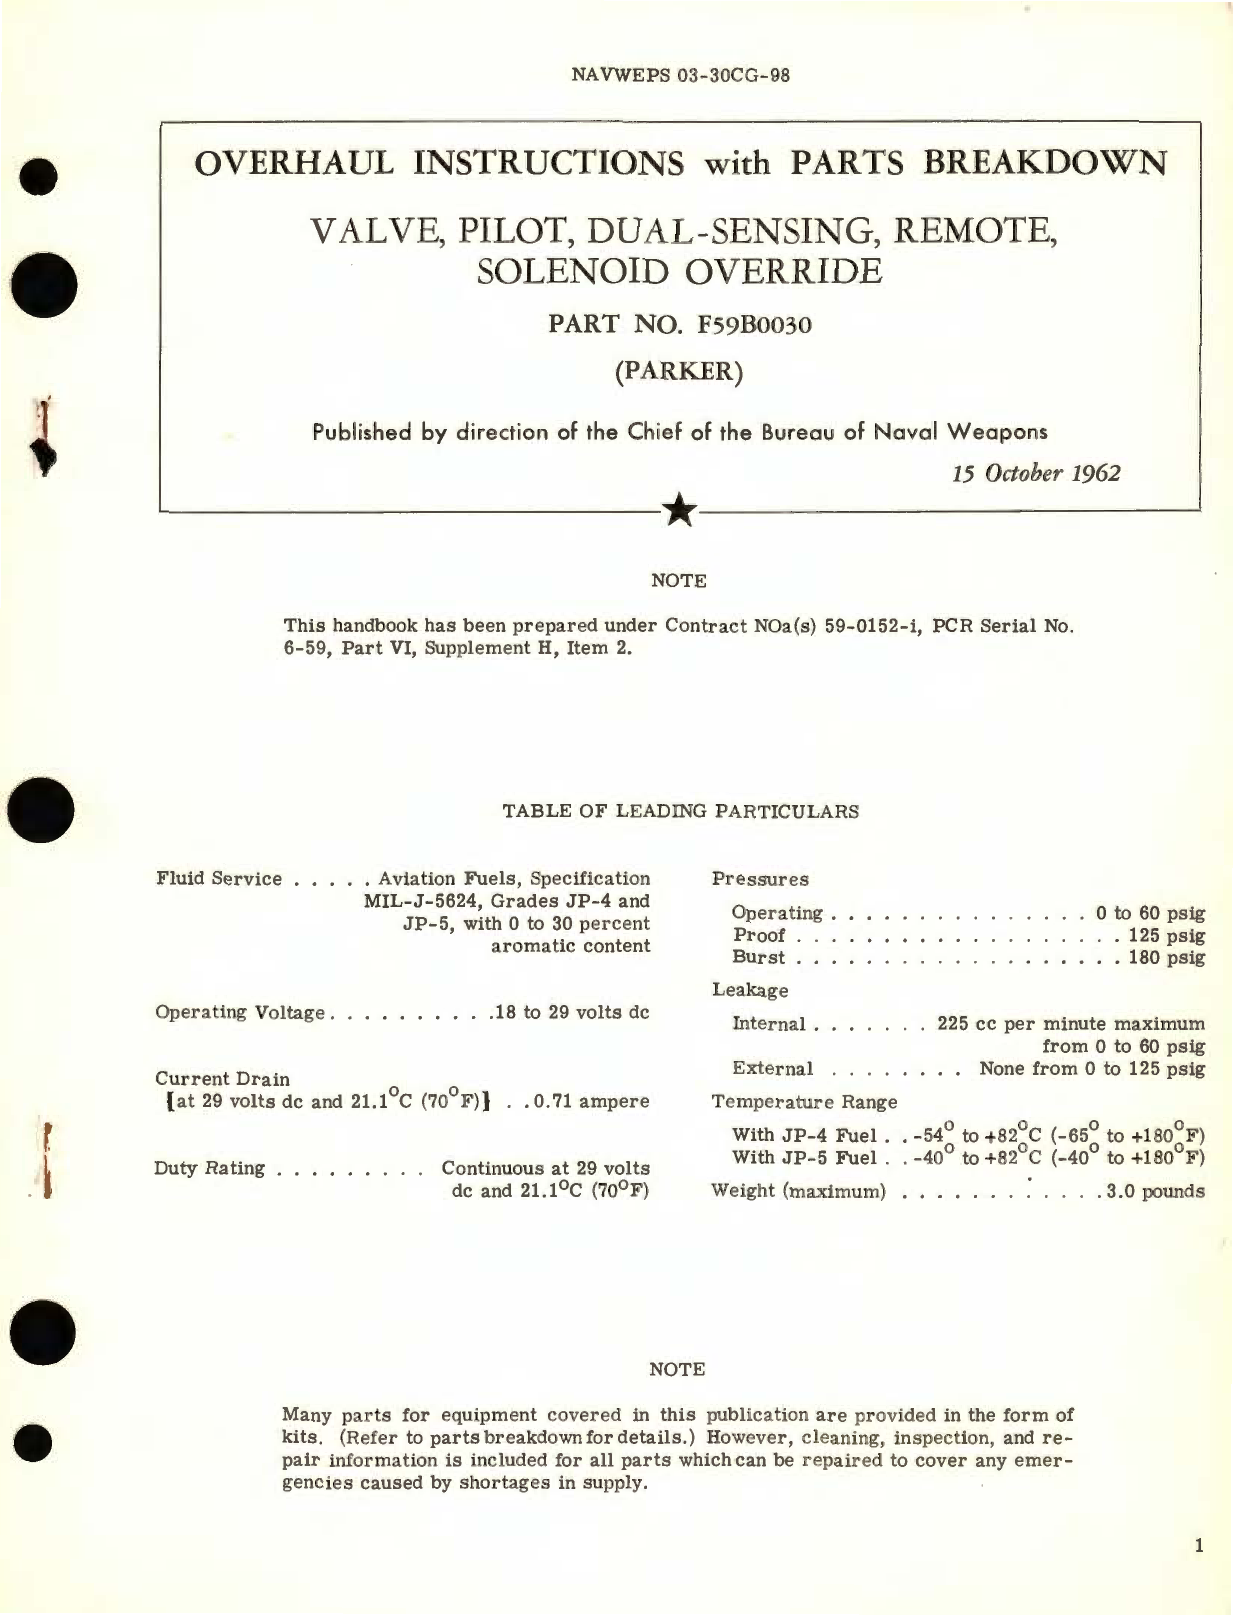 NAVWEPS 03-30CG-98
OVERHAUL INSTRUCTIONS with PARTS BREAKDOWN
VALVE, PILOT, DUAL-SENSING, REMOTE,
SOLENOID OVERRIDE
PART NO. F59B0030
(PARKER)
Published by direction of the Chief of the Bureau of Naval Weapons
15 October 1962
NOTE
This handbook has been prepared under Contract NOa(s) 59-0152-i, PCR Serial No.
6-59, Part VI, Supplement H, Item 2.
TABLE OF LEADING PARTICULARS
Fluid Service . . . . . Aviation Fuels, Specification
MIL-J-5624, Grades JP-4 and
JP-5, with 0 to 30 percent
aromatic content
Operating Voltage. . . . . . . . . .18 to 29 volts dc
Current Drain
[at 29 volts dc and 21.1°C (70°F)] . . 0.71 ampere
Duty Rating . . . . . . . . . Continuous at 29 volts
dc and 21.1°C (70°F)
Pressures
Operating . . . . . . . . . . . . . . . 0 to 60 psig
Proof . . . . . . . . . . . . . . . . . . . 125 psig
Burst . . . . . . . . . . . . . . . . . . . 180 psig
Leakage
Internal . . . . . . . 225 cc per minute maximum
from 0 to 60 psig
External . . . . . . . . None from 0 to 125 psig
Temperature Range
With JP-4 Fuel . . -54° to +82°C (-65° to +180°F)
With JP-5 Fuel . . -40° to +82°C (-40° to +180°F)
Weight (maximum) . . . . . . . . . . . . 3.0 pounds
NOTE
Many parts for equipment covered in this publication are provided in the form of
kits. (Refer to parts breakdown for details.) However, cleaning, inspection, and re-
pair information is included for all parts which can be repaired to cover any emer-
gencies caused by shortages in supply.
1